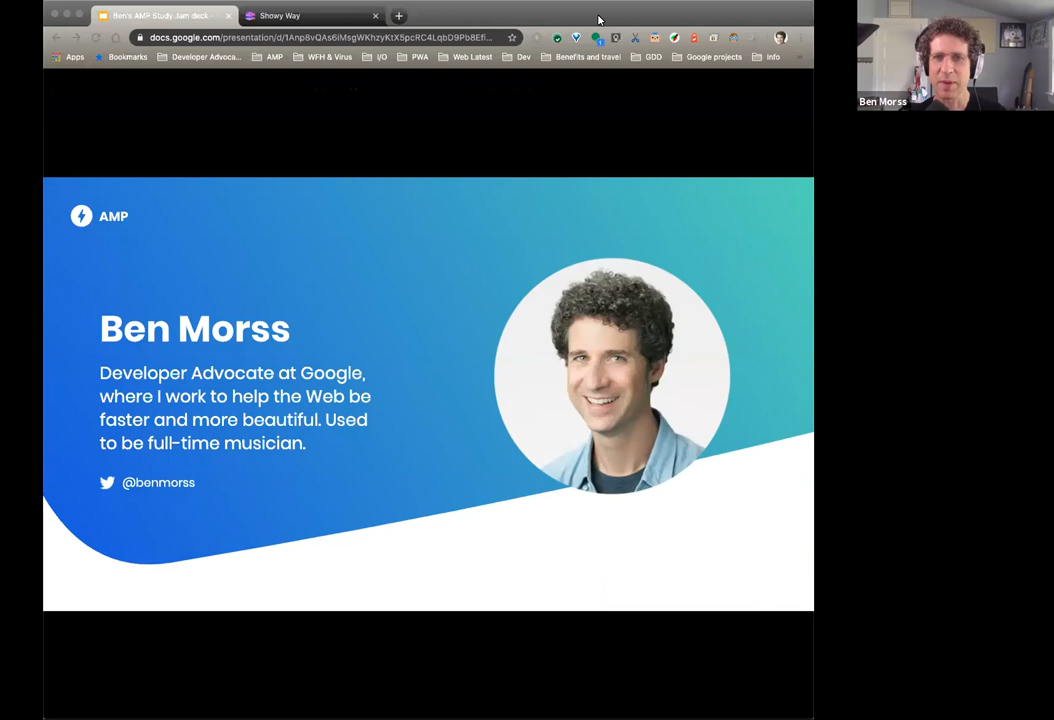 Ben's AMP Study Jam deck
Showy Way
docs.google.com/presentation/d/1Anp8vQAs6iMsgWKhzyKtX5pcRC4LqbD9Pb8Efi...
Apps
Bookmarks
Developer Advoca...
AMP
WFH & Virus
I/O
PWA
Web Latest
Dev
Benefits and travel
GDD
Google projects
Info
Ben Morss
AMP
Ben Morss
Developer Advocate at Google,
where I work to help the Web be
faster and more beautiful. Used
to be full-time musician.
@benmorss